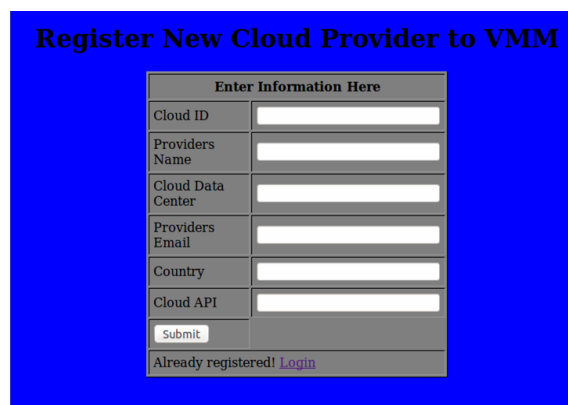 Register New Cloud Provider to VMM
Enter Information Here
Cloud ID
Providers
Name
Cloud Data
Center
Providers
Email
Country
Cloud API
Submit
Already registered! Login